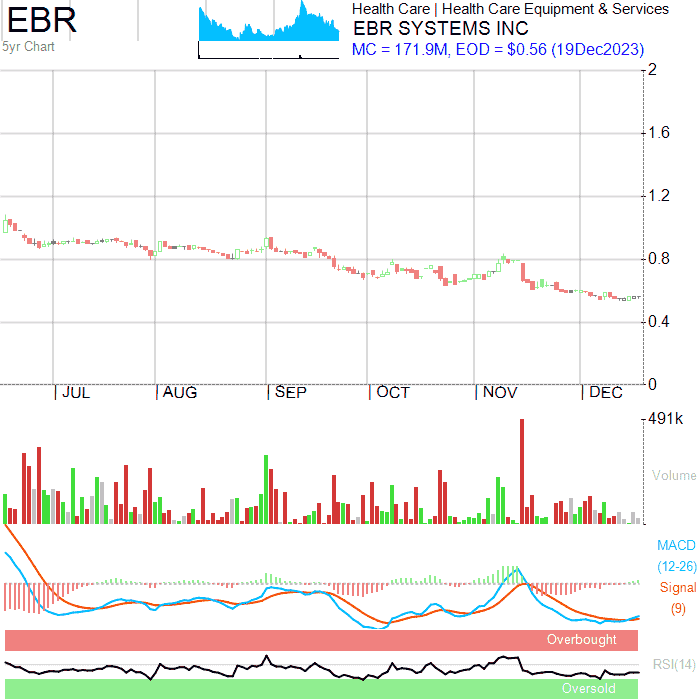 EBR
5yr Chart
Health Care | Health Care Equipment & Services
EBR SYSTEMS INC
MC = 171.9M, EOD = $0.56 (19Dec2023)
2
1.6
1.2
0.8
0.4
0
| JUL | AUG | SEP | OCT | NOV | DEC
491k
Volume
MACD
(12-26)
Signal
(9)
Overbought
RSI(14)
Oversold